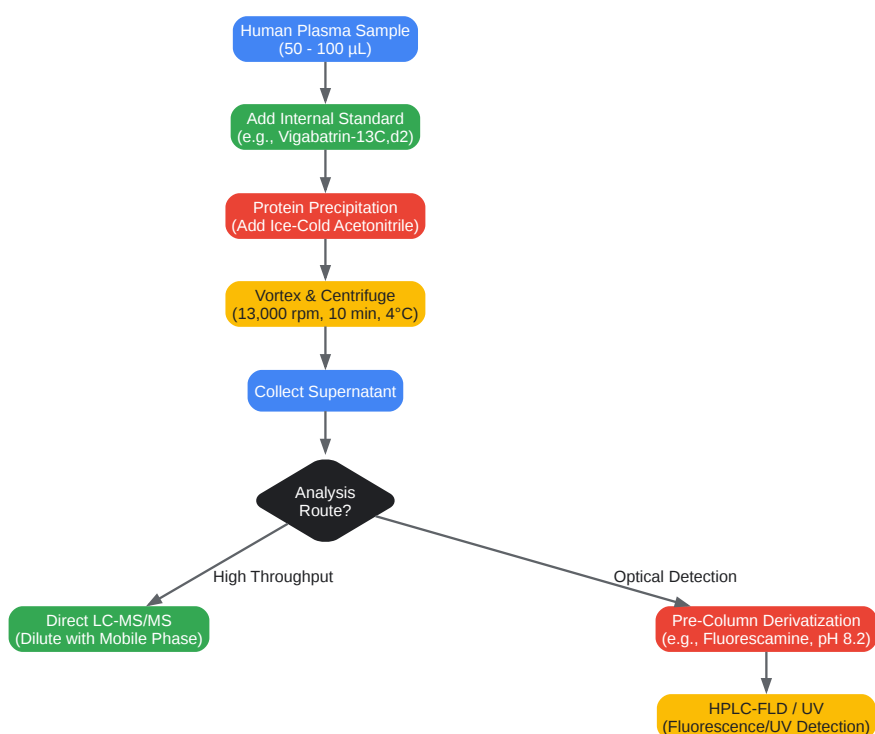 Human Plasma Sample
(50 - 100 µL)
Add Internal Standard
(e.g., Vigabatrin-13C,d2)
Protein Precipitation
(Add Ice-Cold Acetonitrile)
Vortex & Centrifuge
(13,000 rpm, 10 min, 4°C)
Collect Supernatant
Analysis
Route?
High Throughput
Optical Detection
Direct LC-MS/MS
(Dilute with Mobile Phase)
Pre-Column Derivatization
(e.g., Fluorescamine, pH 8.2)
HPLC-FLD / UV
(Fluorescence/UV Detection)